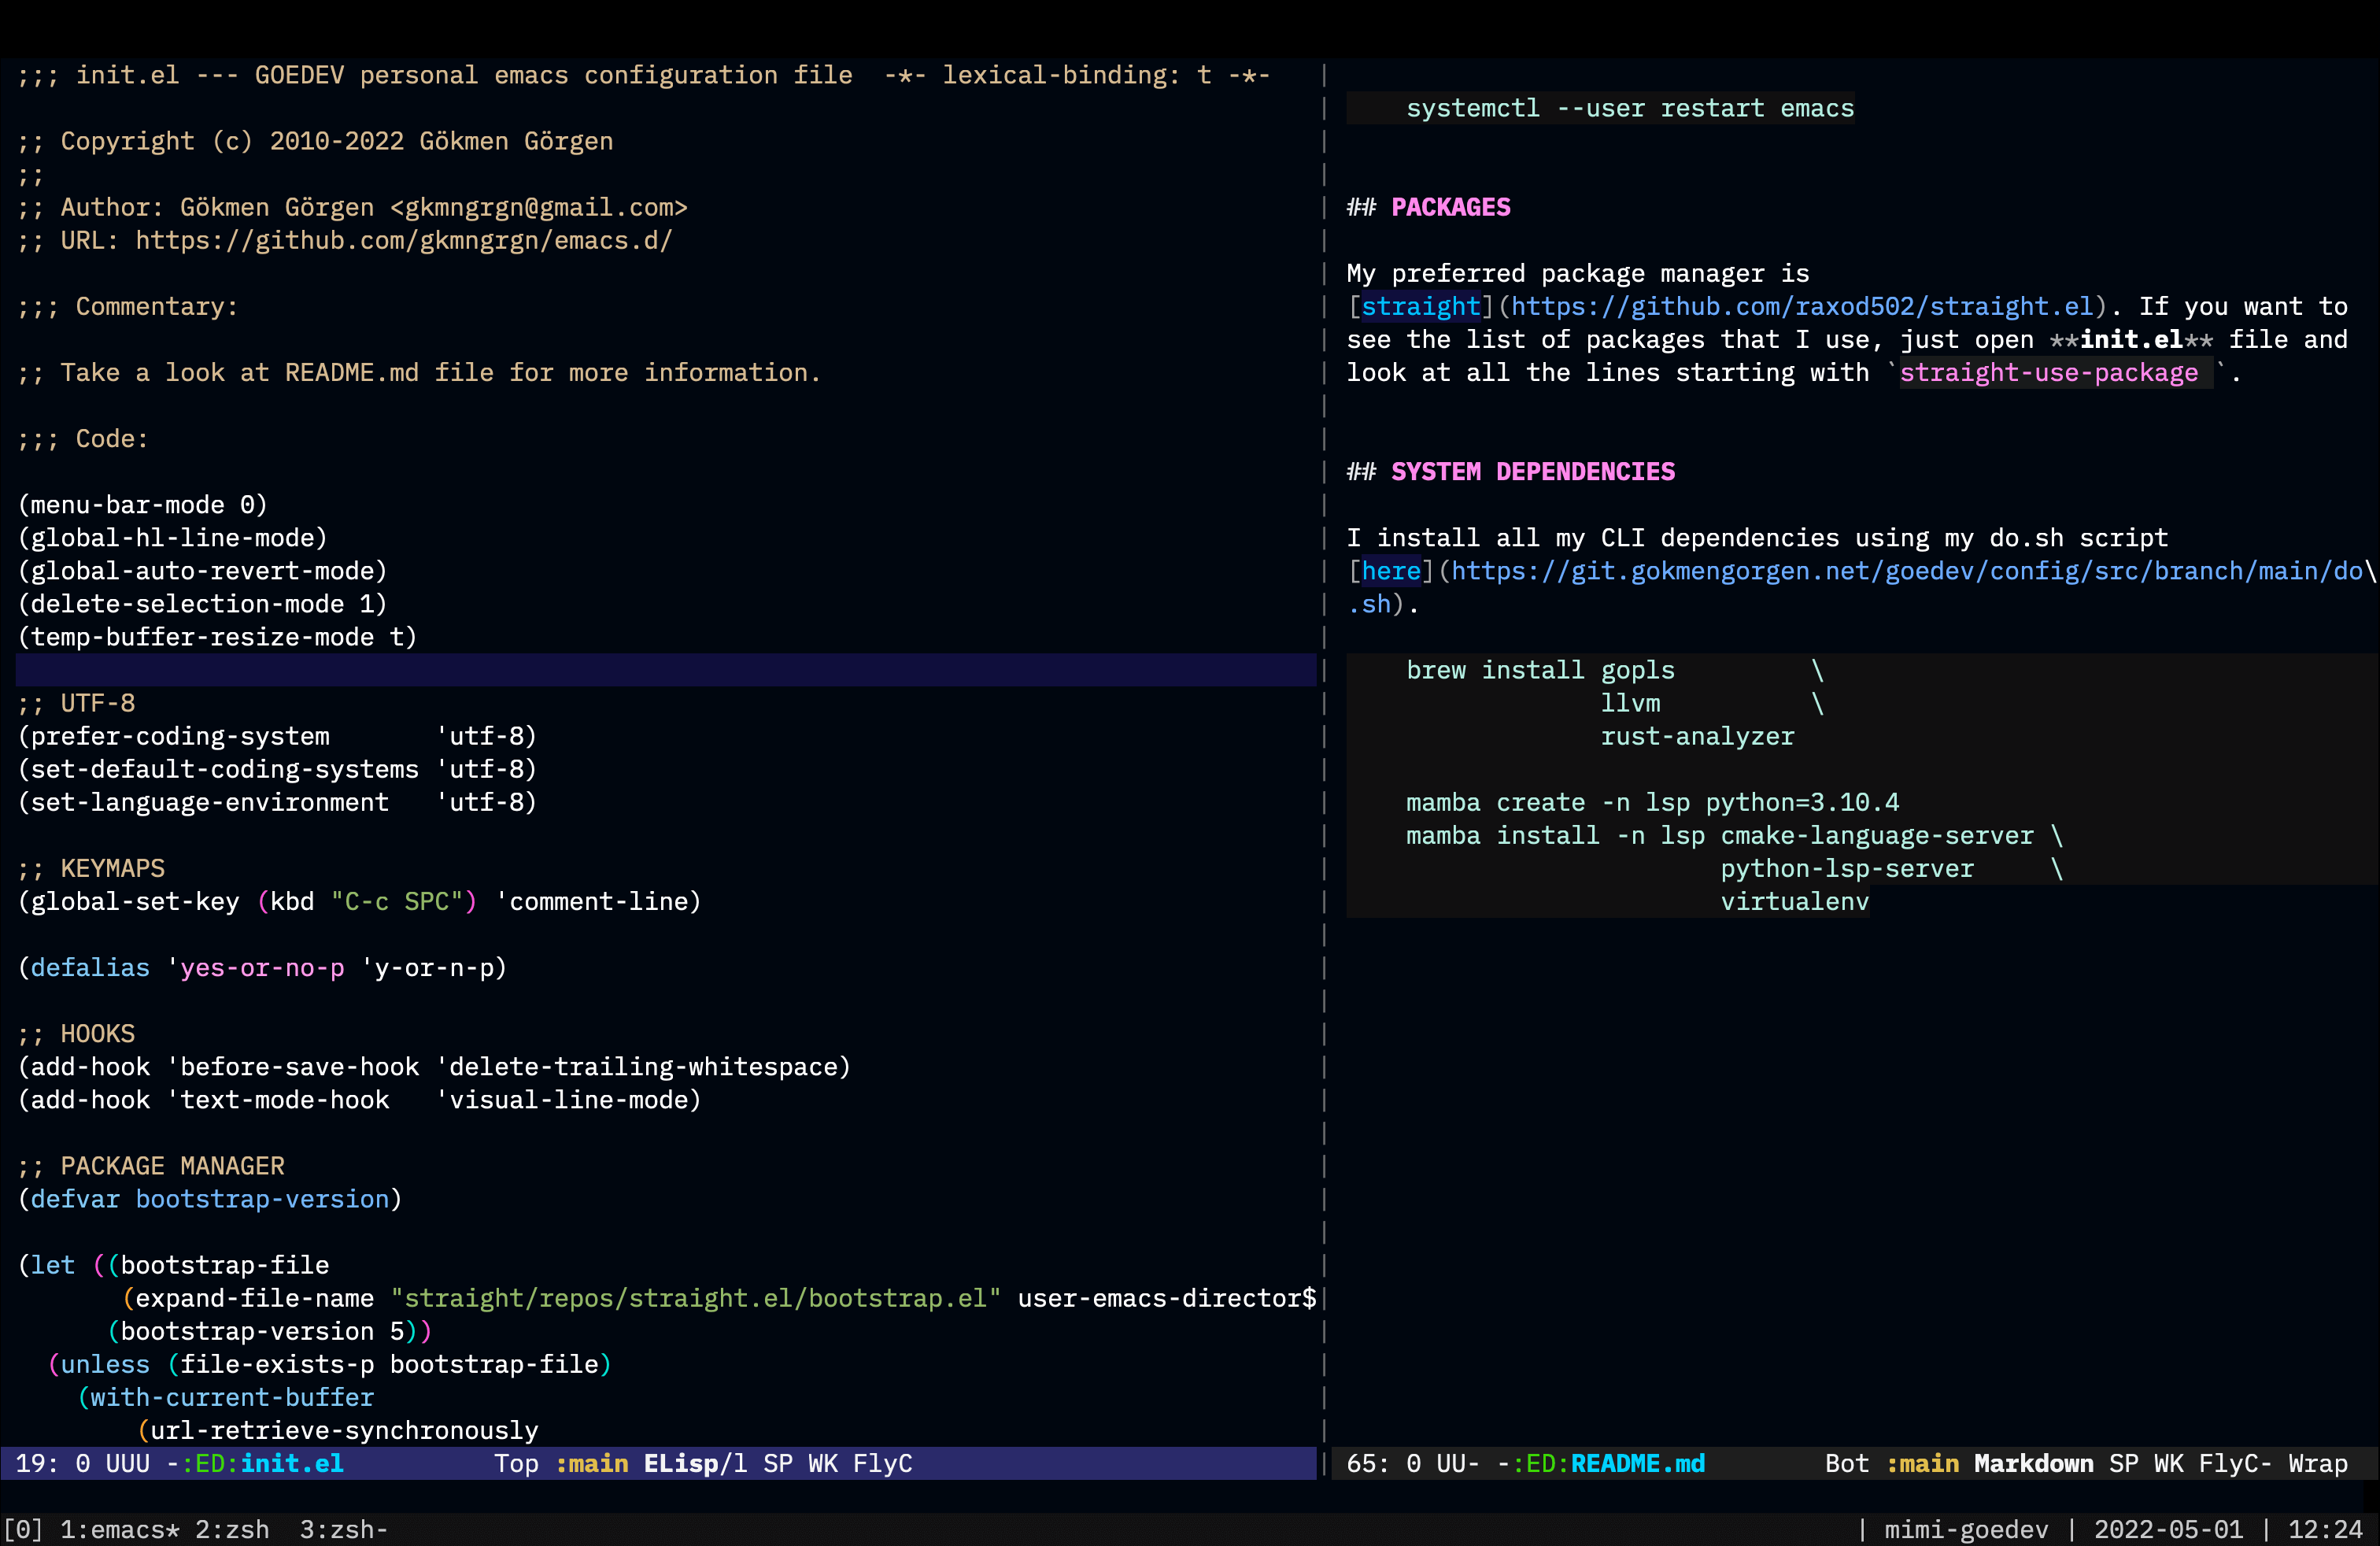 ;;; init.el --- GOEDEV personal emacs configuration file  -*- lexical-binding: t -*-

;; Copyright (c) 2010-2022 Gökmen Görgen
;;
;; Author: Gökmen Görgen <gkmngrgn@gmail.com>
;; URL: https://github.com/gkmngrgn/emacs.d/

;;; Commentary:

;; Take a look at README.md file for more information.

;;; Code:

(menu-bar-mode 0)
(global-hl-line-mode)
(global-auto-revert-mode)
(delete-selection-mode 1)
(temp-buffer-resize-mode t)

;; UTF-8
(prefer-coding-system       'utf-8)
(set-default-coding-systems 'utf-8)
(set-language-environment   'utf-8)

;; KEYMAPS
(global-set-key (kbd "C-c SPC") 'comment-line)

(defalias 'yes-or-no-p 'y-or-n-p)

;; HOOKS
(add-hook 'before-save-hook 'delete-trailing-whitespace)
(add-hook 'text-mode-hook   'visual-line-mode)

;; PACKAGE MANAGER
(defvar bootstrap-version)

(let ((bootstrap-file
       (expand-file-name "straight/repos/straight.el/bootstrap.el" user-emacs-director$
      (bootstrap-version 5))
  (unless (file-exists-p bootstrap-file)
    (with-current-buffer
        (url-retrieve-synchronously
19: 0 UUU -:ED:init.el          Top :main ELisp/l SP WK FlyC

    systemctl --user restart emacs

## PACKAGES

My preferred package manager is
[straight](https://github.com/raxod502/straight.el). If you want to
see the list of packages that I use, just open **init.el** file and
look at all the lines starting with `straight-use-package `.

## SYSTEM DEPENDENCIES

I install all my CLI dependencies using my do.sh script
[here](https://git.gokmengorgen.net/goedev/config/src/branch/main/do\
.sh).

    brew install gopls         \
                 llvm          \
                 rust-analyzer

    mamba create -n lsp python=3.10.4
    mamba install -n lsp cmake-language-server \
                         python-lsp-server     \
                         virtualenv
65: 0 UU- -:ED:README.md        Bot :main Markdown SP WK FlyC- Wrap
[0] 1:emacs* 2:zsh  3:zsh-
| mimi-goedev | 2022-05-01 | 12:24